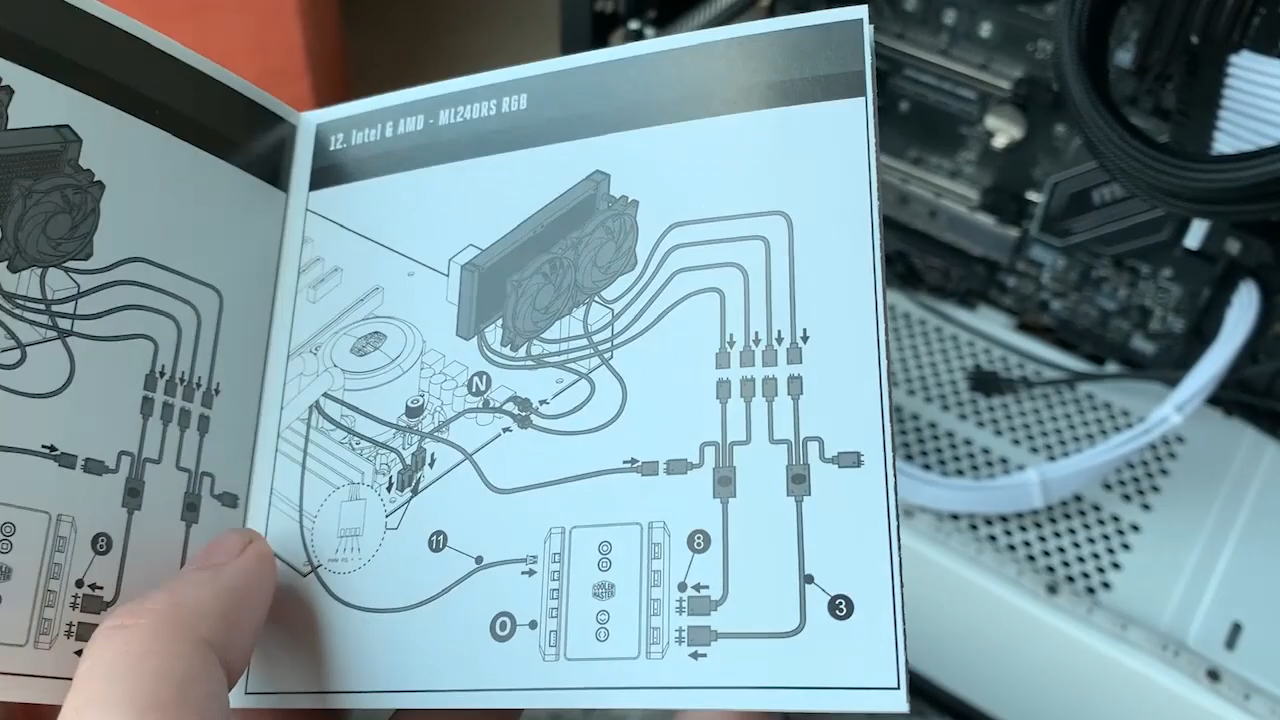 12. Intel & AMD - ML240RS RGB
N
11
8
COOLER
MASTER
O
3
8